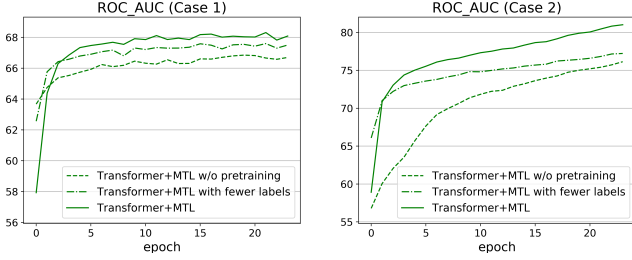 ROC_AUC (Case 1)
68
66
64
62
60
58
56
Transformer+MTL w/o pretraining
Transformer+MTL with fewer labels
Transformer+MTL
0 5 10 15 20
epoch
ROC_AUC (Case 2)
80
75
70
65
60
55
Transformer+MTL w/o pretraining
Transformer+MTL with fewer labels
Transformer+MTL
0 5 10 15 20
epoch